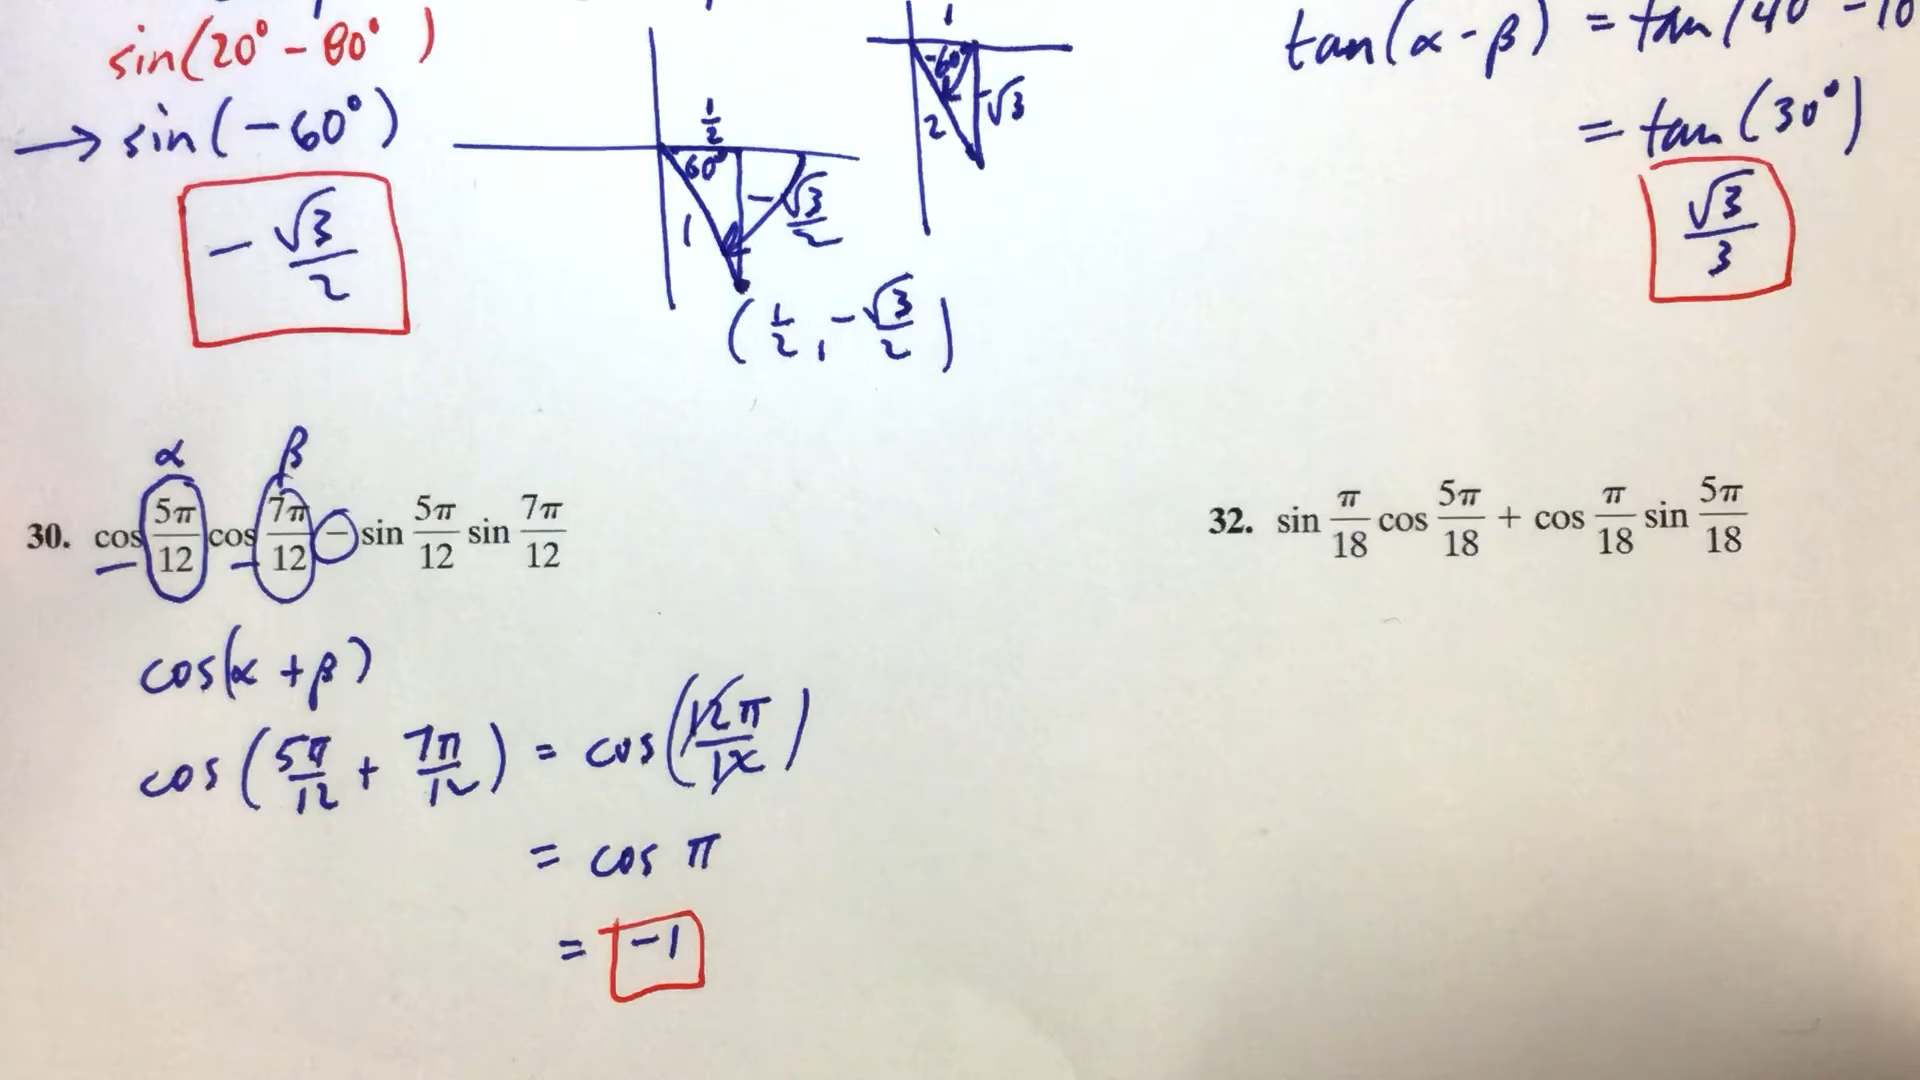 sin(20° - 80°)
→ sin(-60°)
- √3/2
1/2
60°
1
- √3/2
(1/2, -√3/2)
1
-60°
2
-√3
tan(α - β) = tan(40° - 10
= tan(30°)
√3/3
α β
30. cos 5π/12 cos 7π/12 − sin 5π/12 sin 7π/12
cos(α + β)
cos(5π/12 + 7π/12) = cos(12π/12)
= cos π
= -1
32. sin π/18 cos 5π/18 + cos π/18 sin 5π/18